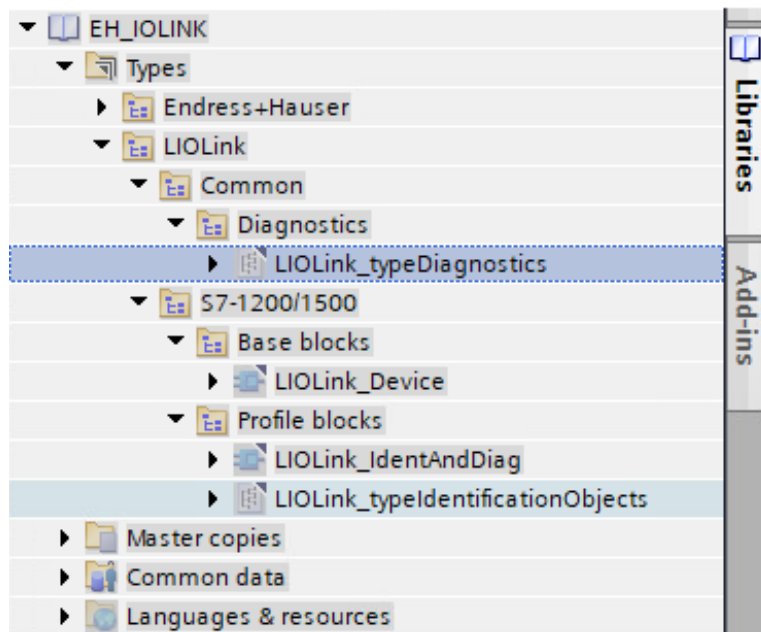 EH_IOLINK
Types
Endress+Hauser
LIOLink
Common
Diagnostics
LIOLink_typeDiagnostics
S7-1200/1500
Base blocks
LIOLink_Device
Profile blocks
LIOLink_IdentAndDiag
LIOLink_typeIdentificationObjects
Master copies
Common data
Languages & resources
Libraries
Add-ins